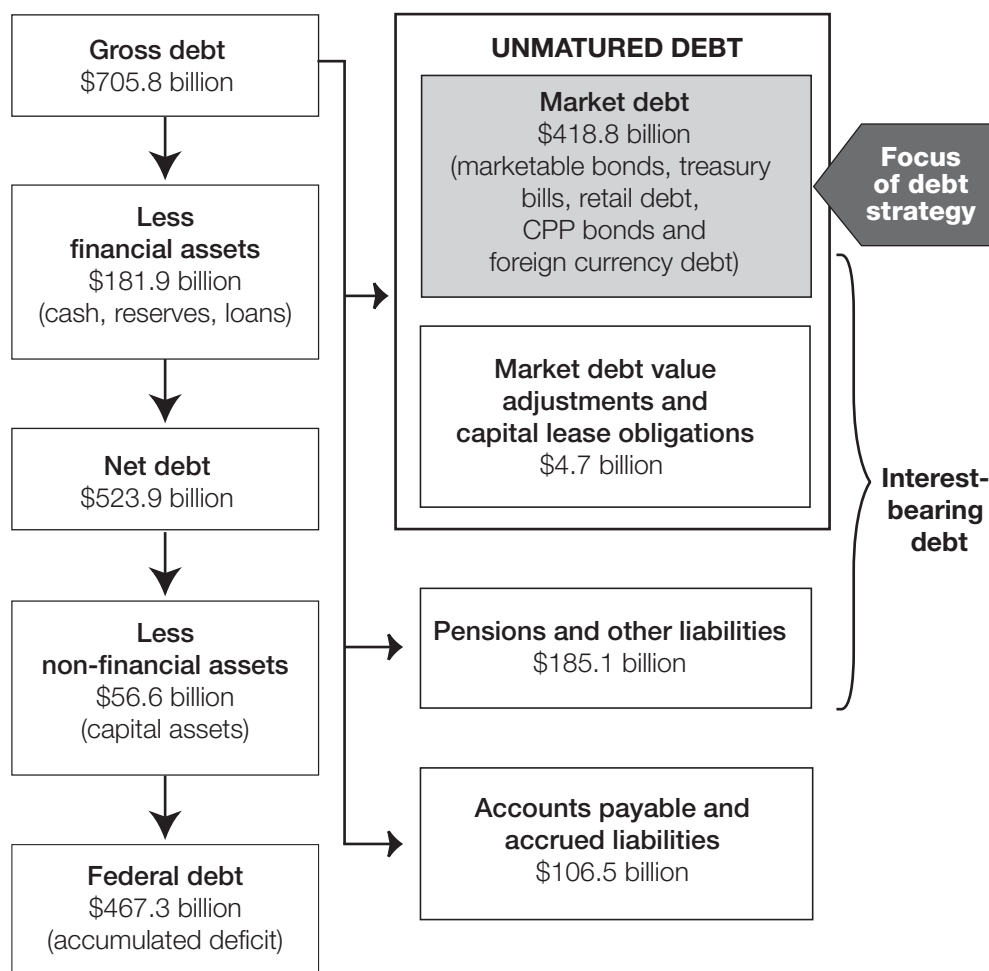 Gross debt
$705.8 billion
Less
financial assets
$181.9 billion
(cash, reserves, loans)
Net debt
$523.9 billion
Less
non-financial assets
$56.6 billion
(capital assets)
Federal debt
$467.3 billion
(accumulated deficit)
UNMATURED DEBT
Market debt
$418.8 billion
(marketable bonds, treasury
bills, retail debt,
CPP bonds and
foreign currency debt)
Market debt value
adjustments and
capital lease obligations
$4.7 billion
Pensions and other liabilities
$185.1 billion
Accounts payable and
accrued liabilities
$106.5 billion
Focus
of debt
strategy
Interest-
bearing
debt